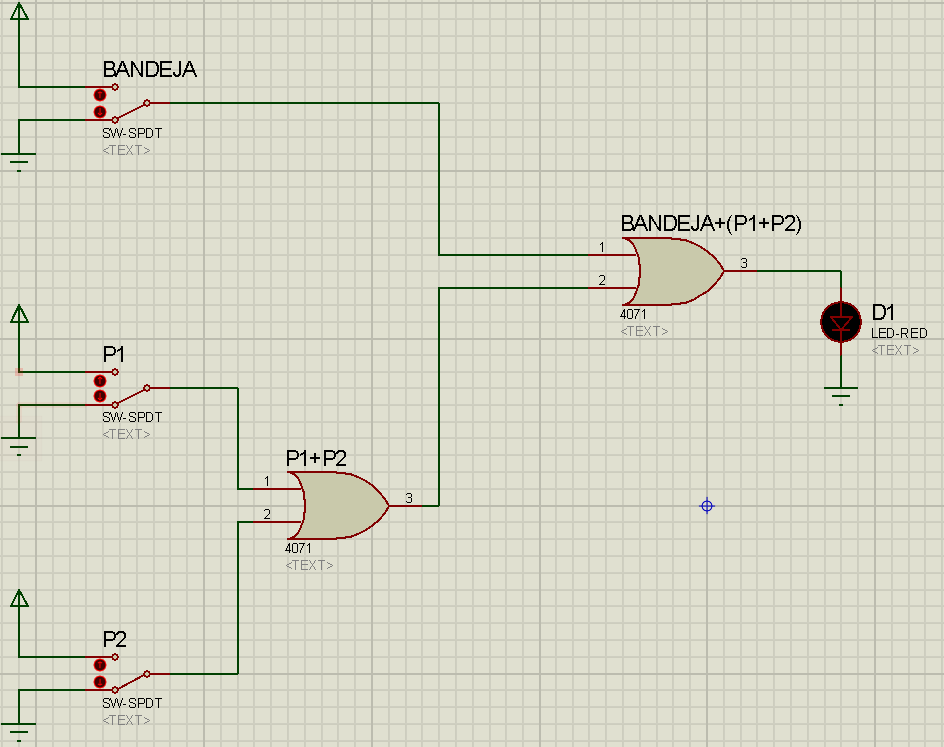 BANDEJA
SW-SPDT
<TEXT>
BANDEJA+(P1+P2)
1
2
3
4071
<TEXT>
D1
LED-RED
<TEXT>
P1
SW-SPDT
<TEXT>
P1+P2
1
2
3
4071
<TEXT>
P2
SW-SPDT
<TEXT>